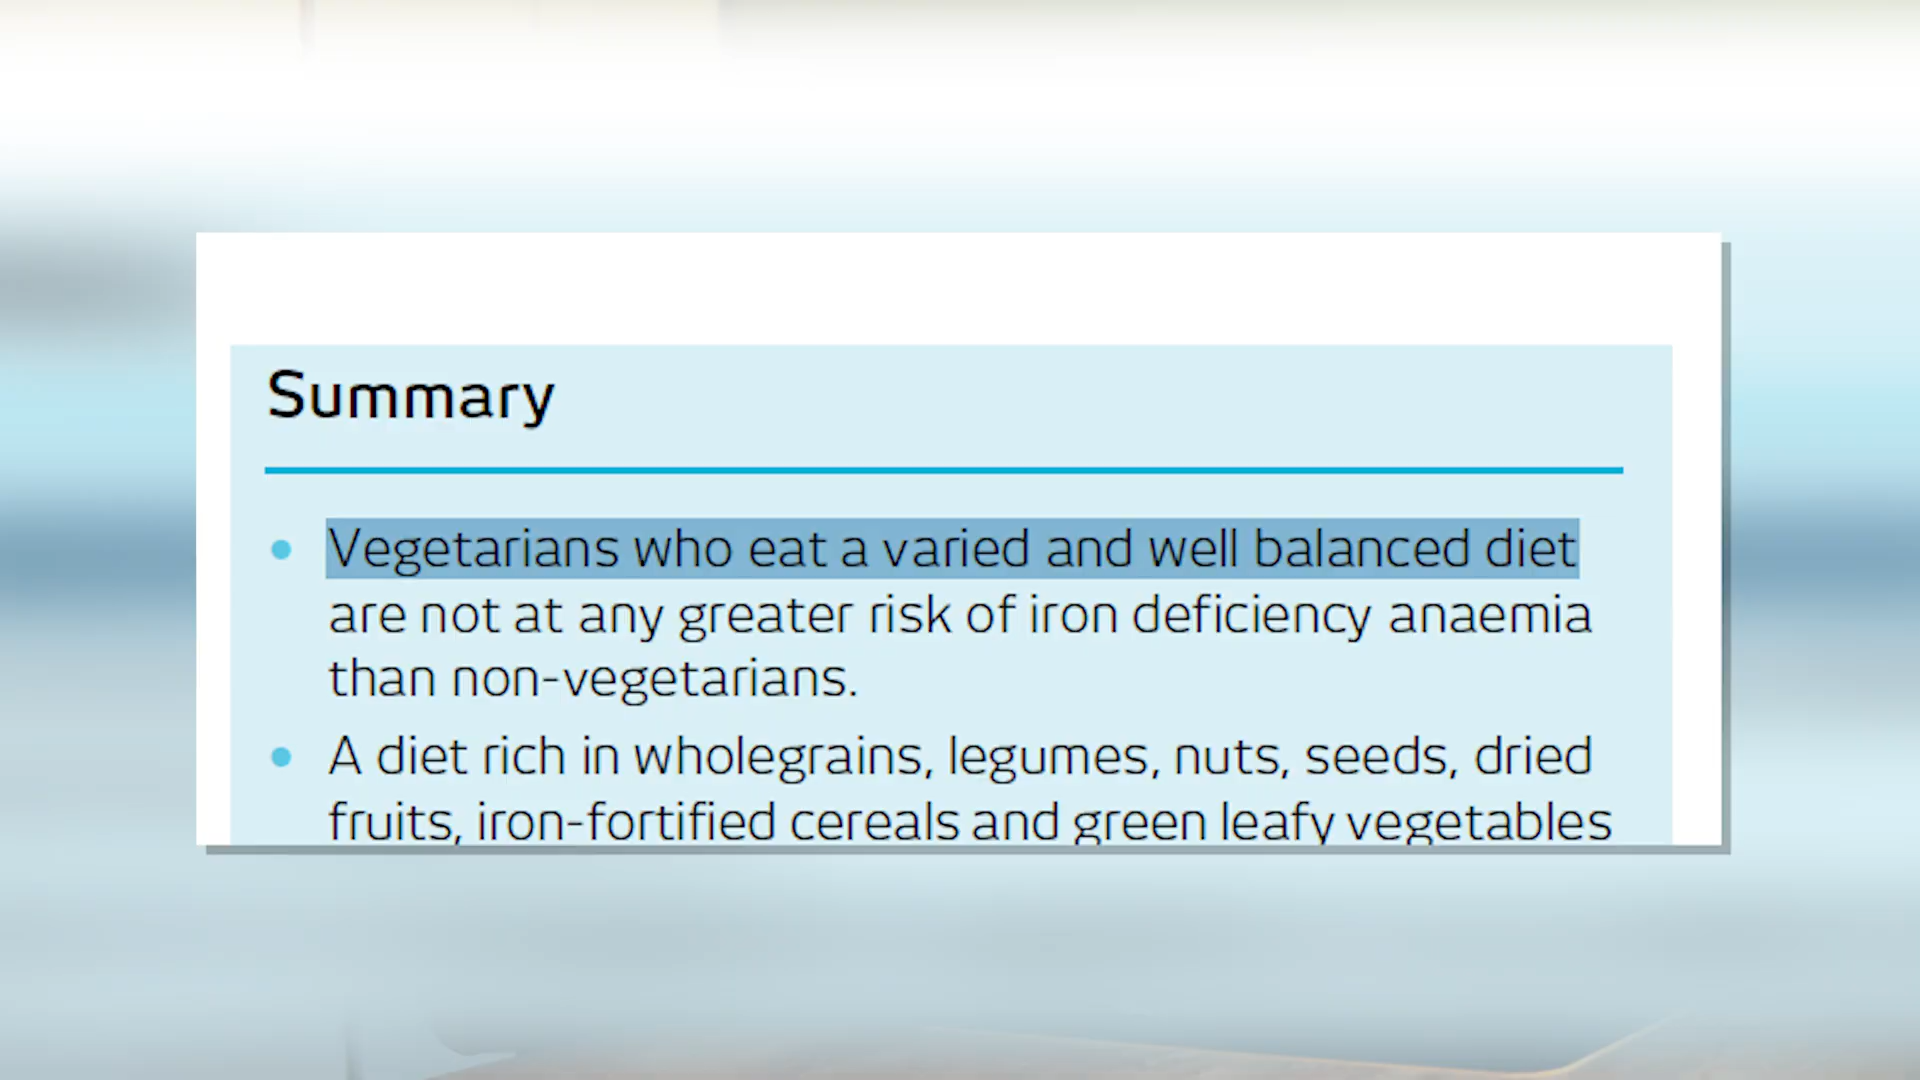 Summary
Vegetarians who eat a varied and well balanced diet
are not at any greater risk of iron deficiency anaemia
than non-vegetarians.
A diet rich in wholegrains, legumes, nuts, seeds, dried
fruits, iron-fortified cereals and green leafy vegetables